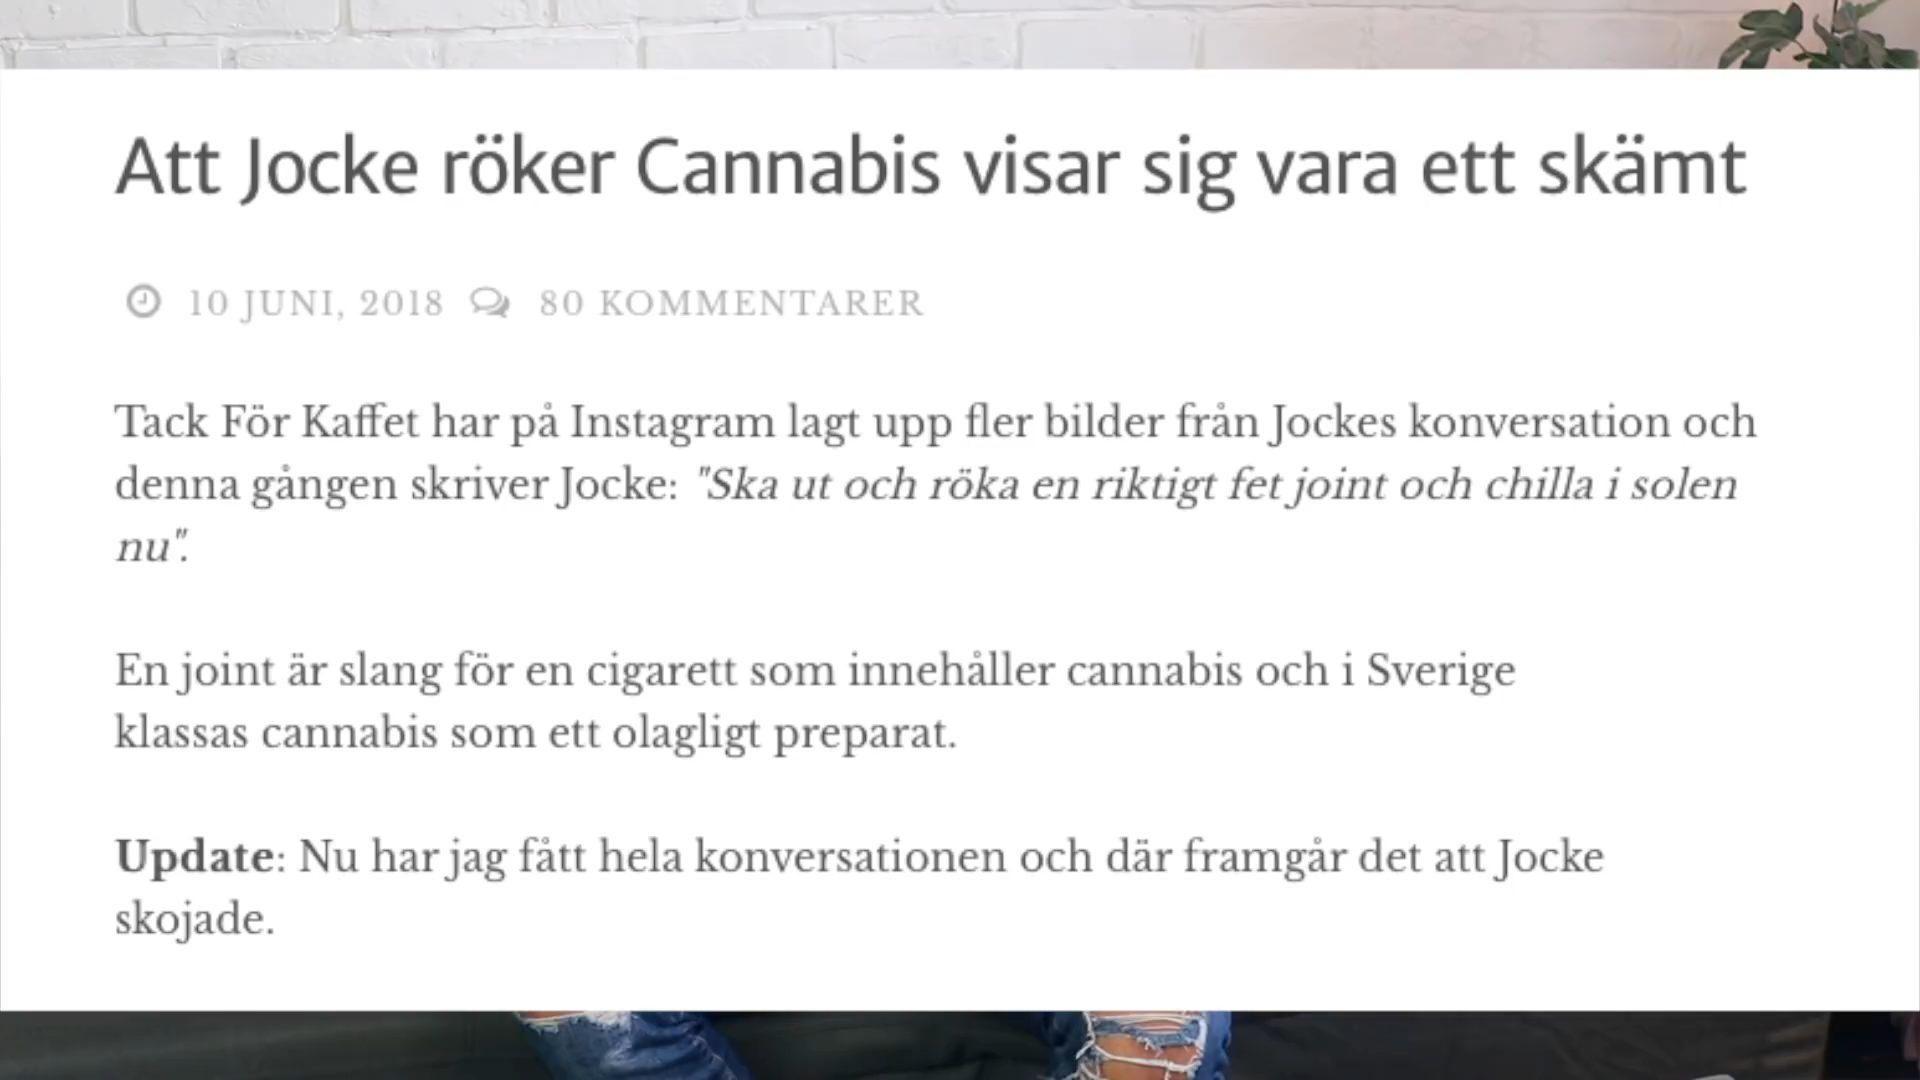 Att Jocke röker Cannabis visar sig vara ett skämt
10 JUNI, 2018 80 KOMMENTARER
Tack För Kaffet har på Instagram lagt upp fler bilder från Jockes konversation och
denna gången skriver Jocke: "Ska ut och röka en riktigt fet joint och chilla i solen
nu".
En joint är slang för en cigarett som innehåller cannabis och i Sverige
klassas cannabis som ett olagligt preparat.
Update: Nu har jag fått hela konversationen och där framgår det att Jocke
skojade.